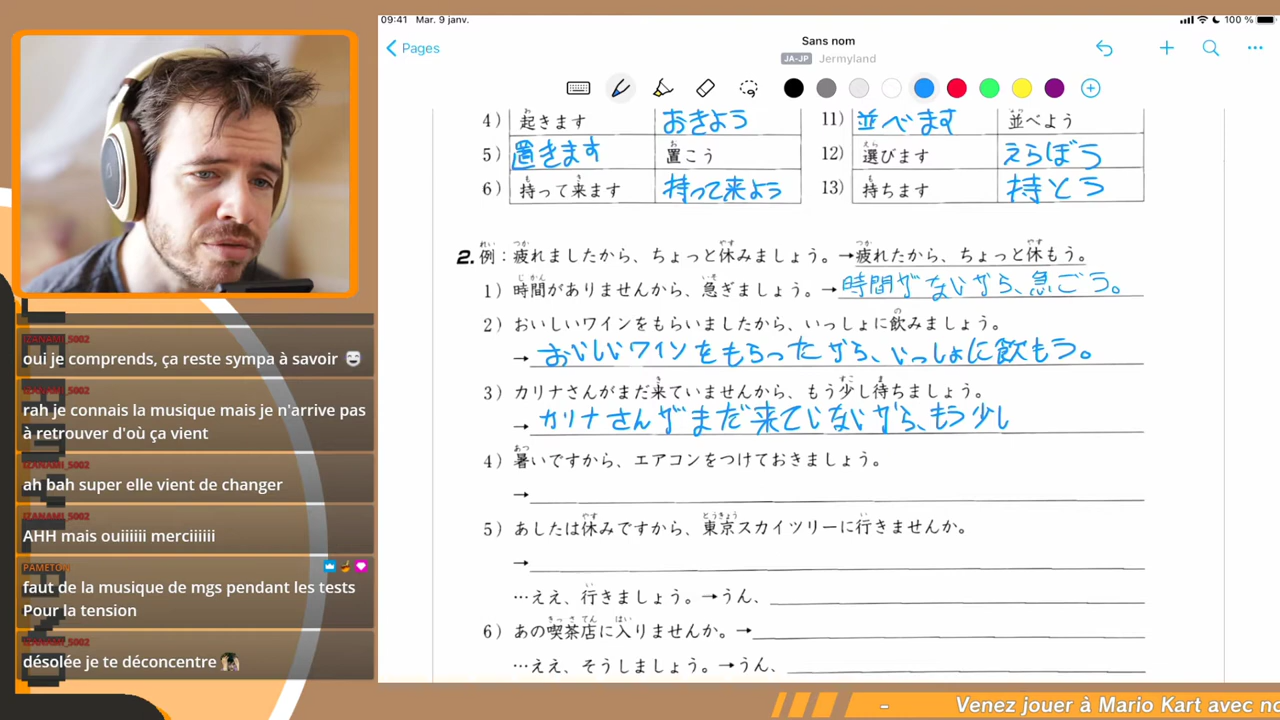 09:41 Mar. 9 janv.
100 %
Pages
Sans nom
JA-JP Jermyland
4) 起きます おきよう
5) 置きます 置こう
6) 持って来ます 持って来よう
11) 並べます 並べよう
12) 選びます えらぼう
13) 持ちます 持とう
2. 例：疲れましたから、ちょっと休みましょう。→疲れたから、ちょっと休もう。
1) 時間がありませんから、急ぎましょう。→時間がないから、急ごう。
2) おいしいワインをもらいましたから、いっしょに飲みましょう。
→ おいしいワインをもらったから、いっしょに飲もう。
3) カリナさんがまだ来ていませんから、もう少し待ちましょう。
→ カリナさんがまだ来ていないから、もう少し
4) 暑いですから、エアコンをつけておきましょう。
→
5) あしたは休みですから、東京スカイツリーに行きませんか。
→
…ええ、行きましょう。→うん、
6) あの喫茶店に入りませんか。→
…ええ、そうしましょう。→うん、
IZANAMI_5002
oui je comprends, ça reste sympa à savoir
IZANAMI_5002
rah je connais la musique mais je n'arrive pas
à retrouver d'où ça vient
IZANAMI_5002
ah bah super elle vient de changer
IZANAMI_5002
AHH mais ouiiiiii merciiiiii
PAMETOP
faut de la musique de mgs pendant les tests
Pour la tension
IZANAMI_5002
désolée je te déconcentre
- Venez jouer à Mario Kart avec no